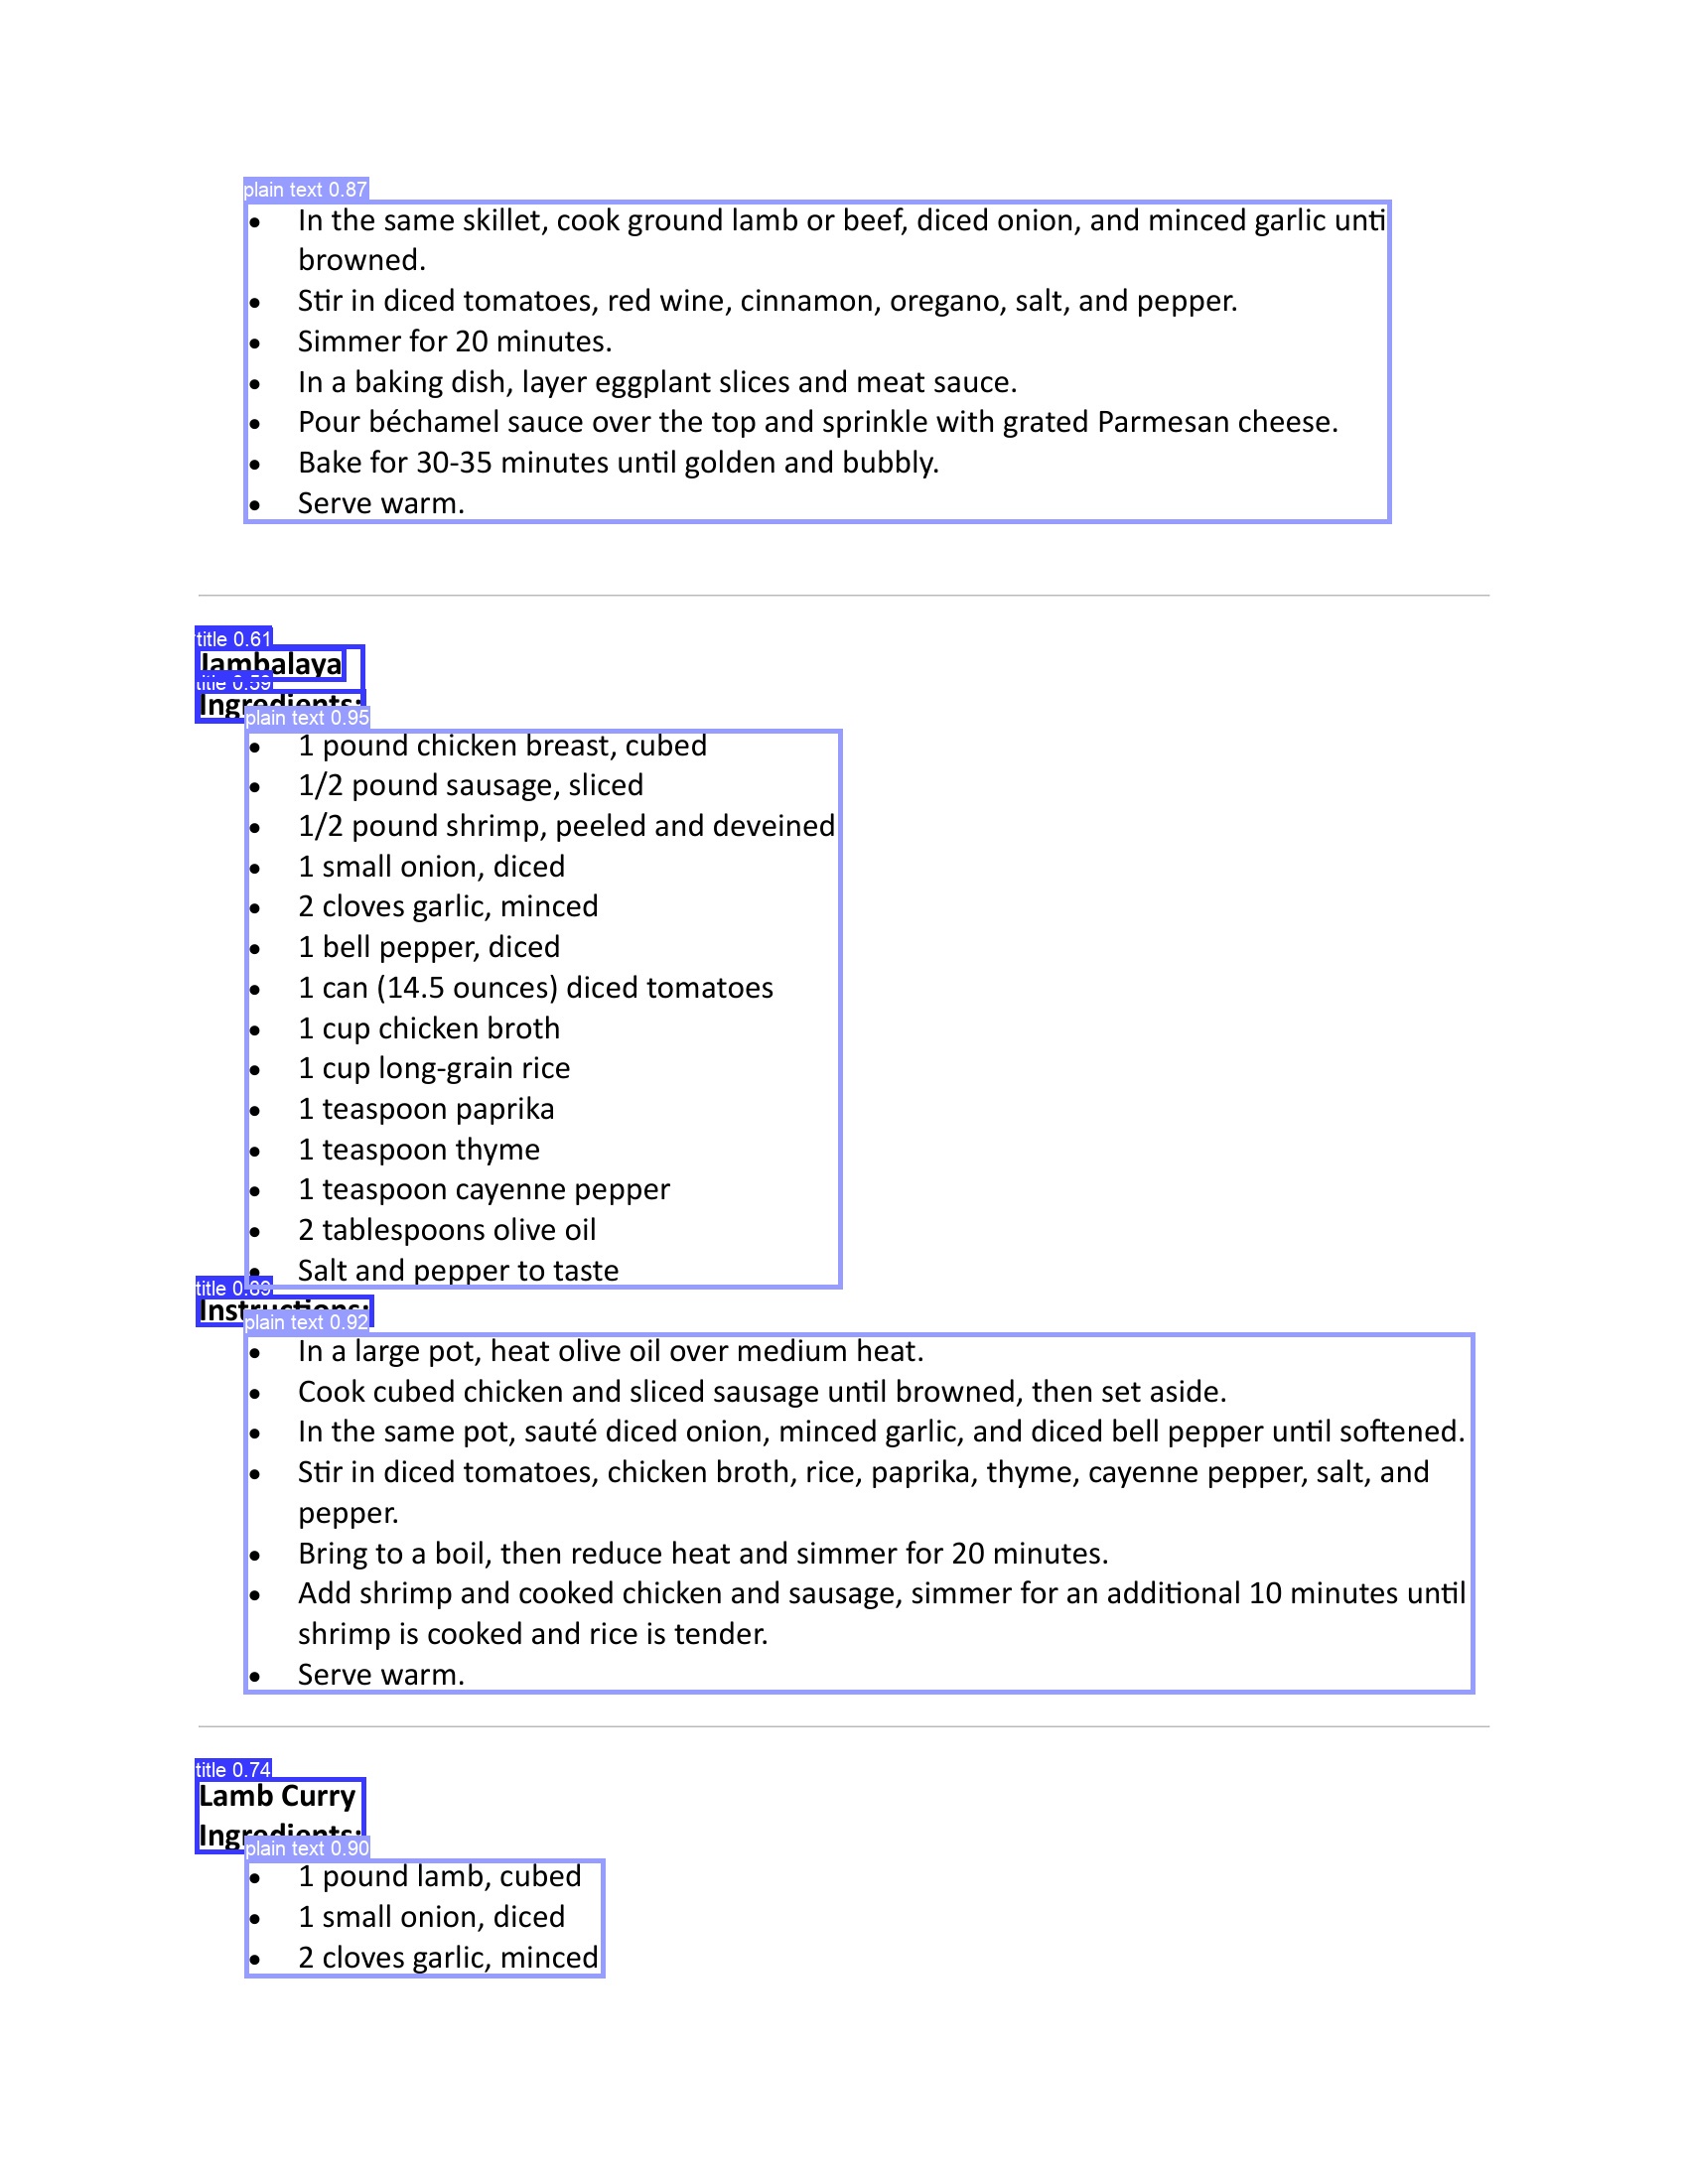 plain text 0.87
• In the same skillet, cook ground lamb or beef, diced onion, and minced garlic unti
browned.
• Stir in diced tomatoes, red wine, cinnamon, oregano, salt, and pepper.
• Simmer for 20 minutes.
• In a baking dish, layer eggplant slices and meat sauce.
• Pour béchamel sauce over the top and sprinkle with grated Parmesan cheese.
• Bake for 30-35 minutes until golden and bubbly.
• Serve warm.
title 0.61
Jambalaya
title 0.59
Ingredients:
plain text 0.95
• 1 pound chicken breast, cubed
• 1/2 pound sausage, sliced
• 1/2 pound shrimp, peeled and deveined
• 1 small onion, diced
• 2 cloves garlic, minced
• 1 bell pepper, diced
• 1 can (14.5 ounces) diced tomatoes
• 1 cup chicken broth
• 1 cup long-grain rice
• 1 teaspoon paprika
• 1 teaspoon thyme
• 1 teaspoon cayenne pepper
• 2 tablespoons olive oil
• Salt and pepper to taste
title
Instructions:
plain text 0.92
• In a large pot, heat olive oil over medium heat.
• Cook cubed chicken and sliced sausage until browned, then set aside.
• In the same pot, sauté diced onion, minced garlic, and diced bell pepper until softened.
• Stir in diced tomatoes, chicken broth, rice, paprika, thyme, cayenne pepper, salt, and
pepper.
• Bring to a boil, then reduce heat and simmer for 20 minutes.
• Add shrimp and cooked chicken and sausage, simmer for an additional 10 minutes until
shrimp is cooked and rice is tender.
• Serve warm.
title 0.74
Lamb Curry
Ingredients:
plain text 0.90
• 1 pound lamb, cubed
• 1 small onion, diced
• 2 cloves garlic, minced